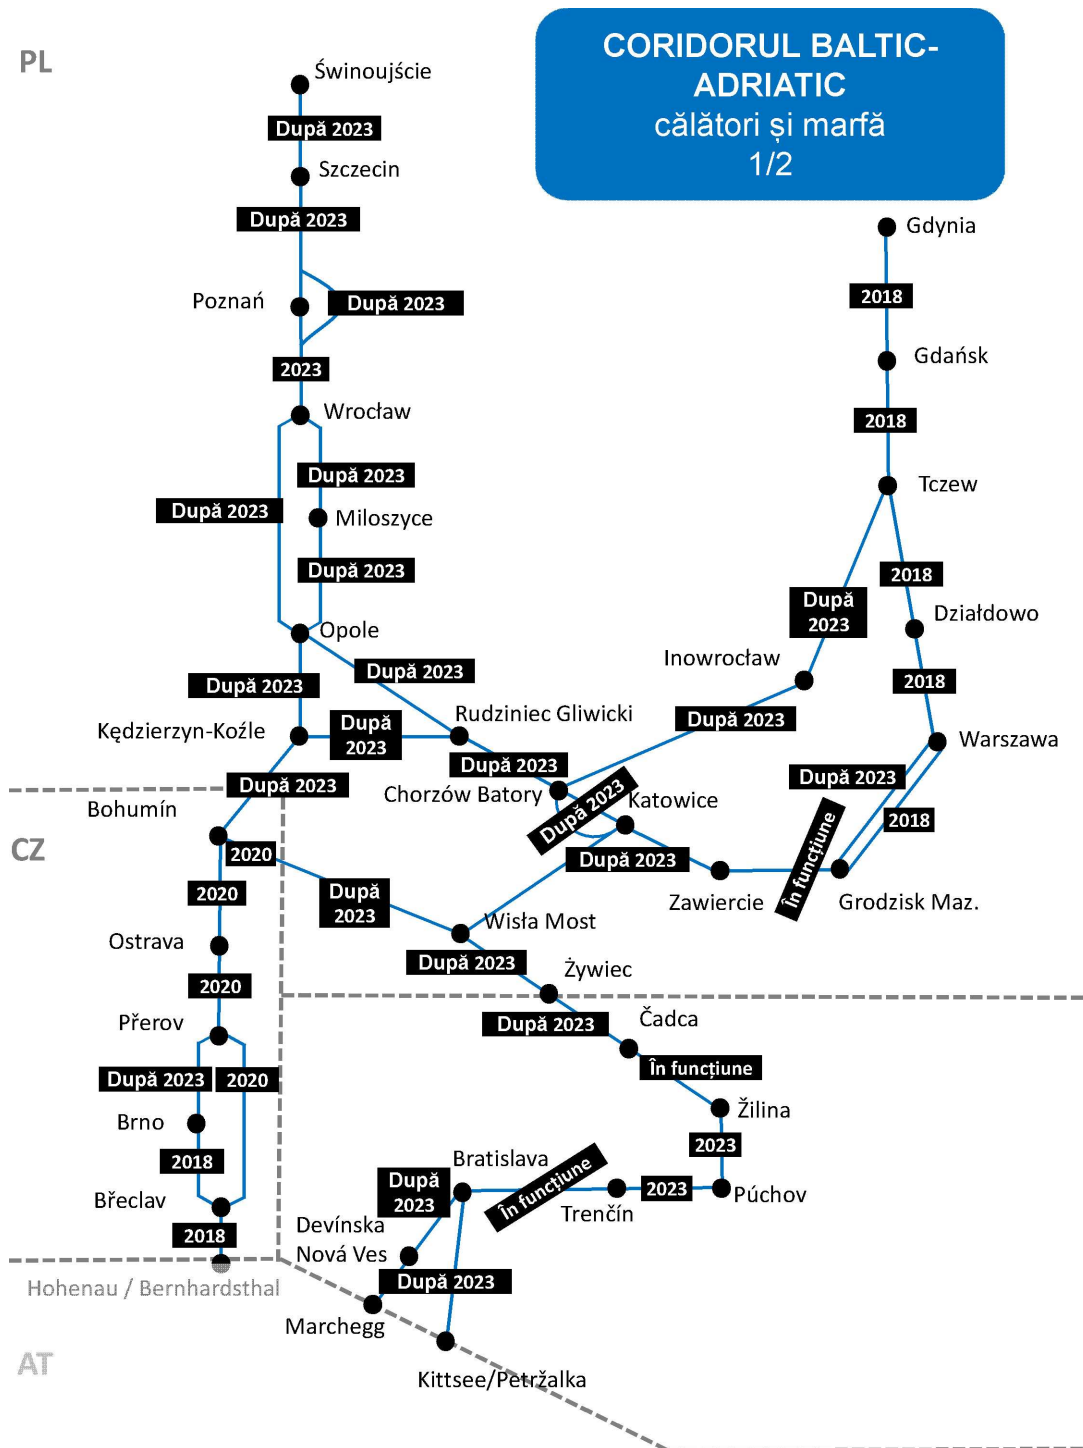 PL
CORIDORUL BALTIC-
ADRIATIC
călători și marfă
1/2
Świnoujście
După 2023
Szczecin
După 2023
Gdynia
Poznań
După 2023
2018
Gdańsk
2023
Wrocław
2018
După 2023
Tczew
După 2023
Miloszyce
După 2023
2018
După
2023
Działdowo
Opole
Inowrocław
După 2023
După 2023
2018
După 2023
Rudziniec Gliwicki
Kędzierzyn-Koźle
După
2023
Warszawa
După 2023
După 2023
După 2023
Chorzów Batory
După 2023
Katowice
Bohumín
2018
CZ
2020
După 2023
În funcțiune
2020
După
2023
Zawiercie
Grodzisk Maz.
Wisła Most
Ostrava
După 2023
Żywiec
2020
Přerov
După 2023
Čadca
După 2023
2020
În funcțiune
Brno
Žilina
2018
2023
Bratislava
În funcțiune
După
2023
2023
Púchov
Trenčín
Břeclav
2018
Devínska
Nová Ves
După 2023
Hohenau / Bernhardsthal
Marchegg
AT
Kittsee/Petržalka